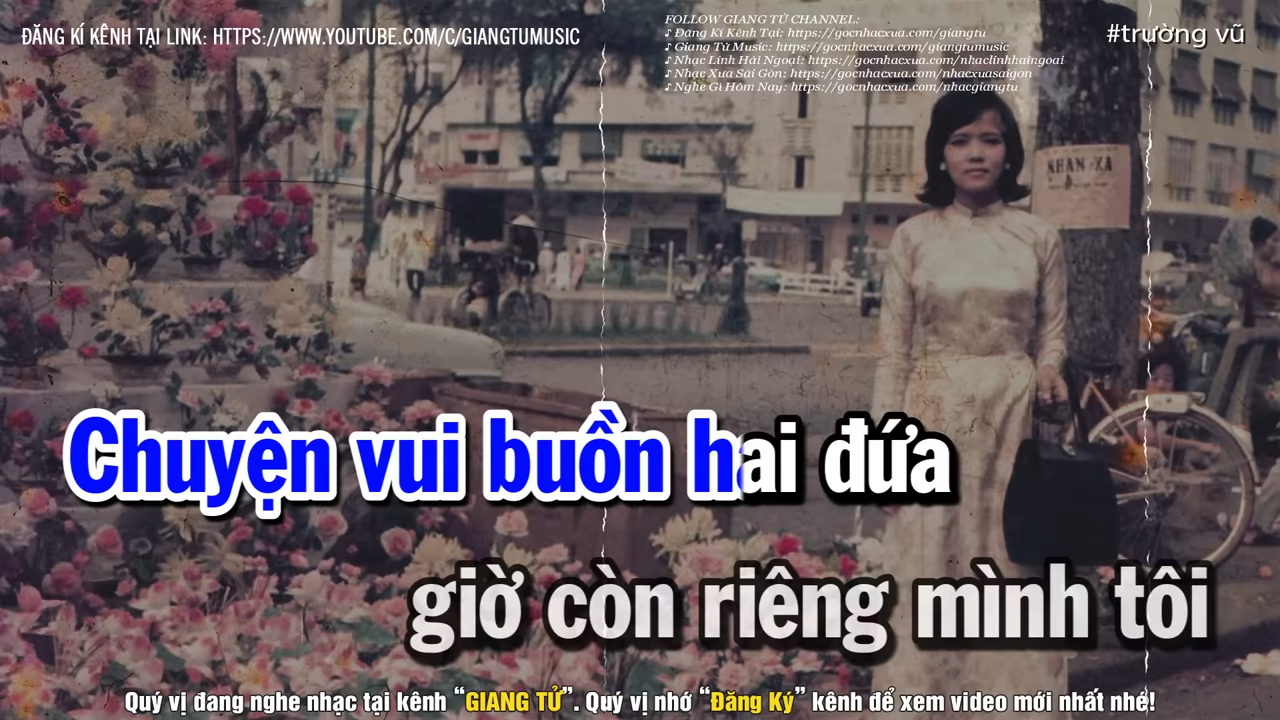 ĐĂNG KÍ KÊNH TẠI LINK: HTTPS://WWW.YOUTUBE.COM/C/GIANGTUMUSIC
FOLLOW GIANG TỬ CHANNEL:
♪ Đăng Kí Kênh Tại: https://gocnhacxua.com/giangtu
♪ Giang Tử Music: https://gocnhacxua.com/giangtumusic
♪ Nhạc Lính Hải Ngoại: https://gocnhacxua.com/nhaclinhhaingoai
♪ Nhạc Xưa Sài Gòn: https://gocnhacxua.com/nhacxuasaigon
♪ Nghe Gì Hôm Nay: https://gocnhacxua.com/nhacgiangtu
#trường vũ
NHAN XA
Chuyện vui buồn hai đứa
giờ còn riêng mình tôi
Quý vị đang nghe nhạc tại kênh “GIANG TỬ”. Quý vị nhớ “Đăng Ký” kênh để xem video mới nhất nhé!